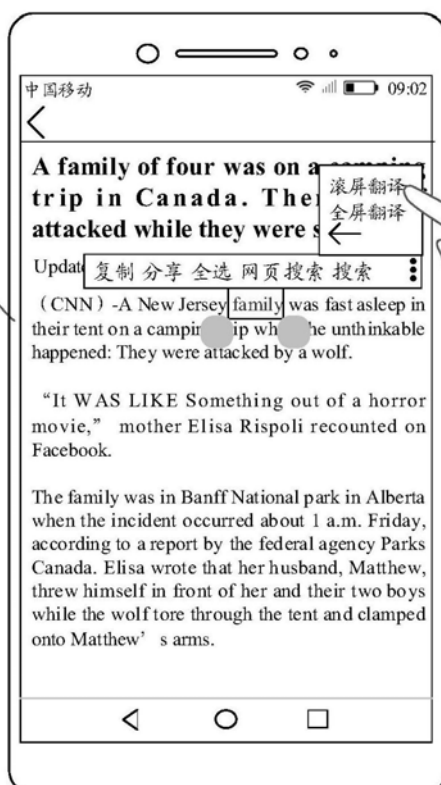 中国移动 09:02
A family of four was on a camping
trip in Canada. The
attacked while they were s
滚屏翻译
全屏翻译
Updat
复制 分享 全选 网页搜索 搜索
（CNN）-A New Jersey family was fast asleep in
their tent on a campin ip wh he unthinkable
happened: They were attacked by a wolf.
“It WAS LIKE Something out of a horror
movie,” mother Elisa Rispoli recounted on
Facebook.
The family was in Banff National park in Alberta
when the incident occurred about 1 a.m. Friday,
according to a report by the federal agency Parks
Canada. Elisa wrote that her husband, Matthew,
threw himself in front of her and their two boys
while the wolf tore through the tent and clamped
onto Matthew’ s arms.